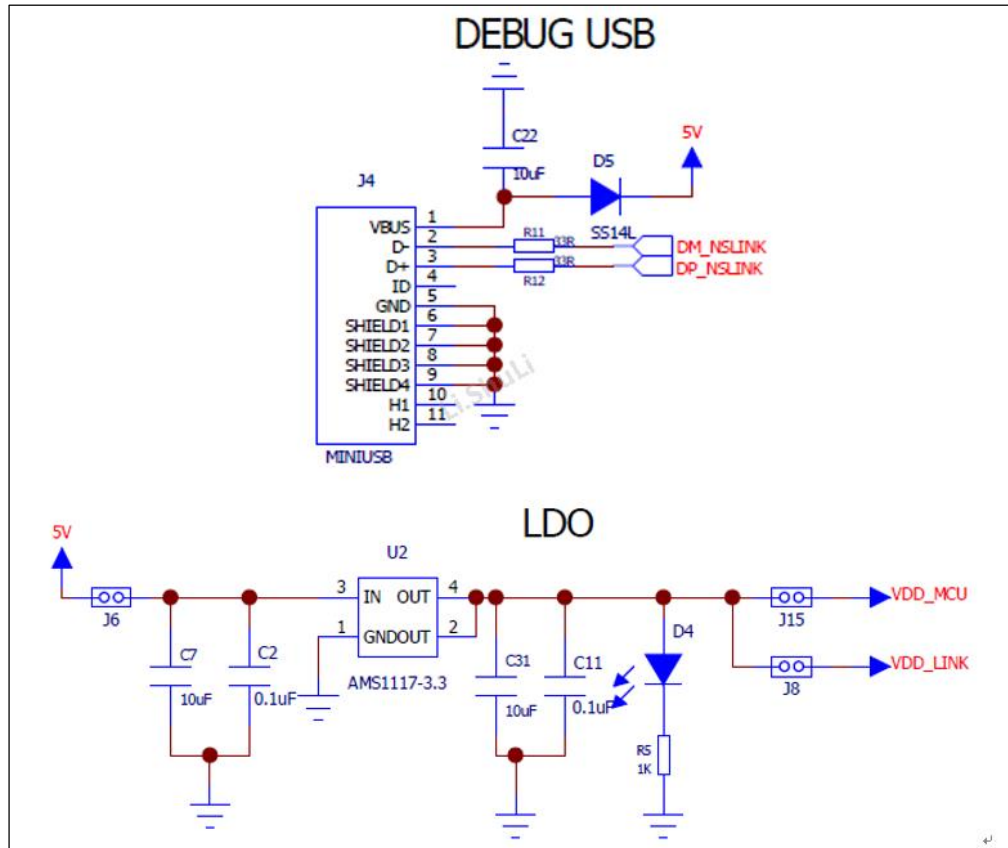 DEBUG USB
C22
10uF
D5
5V
J4
SS14L
VBUS 1
D- 2
R11 33R
DM_NSLINK
D+ 3
R12 33R
DP_NSLINK
ID 4
GND 5
SHIELD1 6
SHIELD2 7
SHIELD3 8
SHIELD4 9
H1 10
H2 11
MINIUSB
Li.ShuLi
LDO
5V
U2
J6
3 IN OUT 4
1 GNDOUT 2
AMS1117-3.3
C7
10uF
C2
0.1uF
C31
10uF
C11
0.1uF
D4
R5
1K
J15
VDD_MCU
J8
VDD_LINK